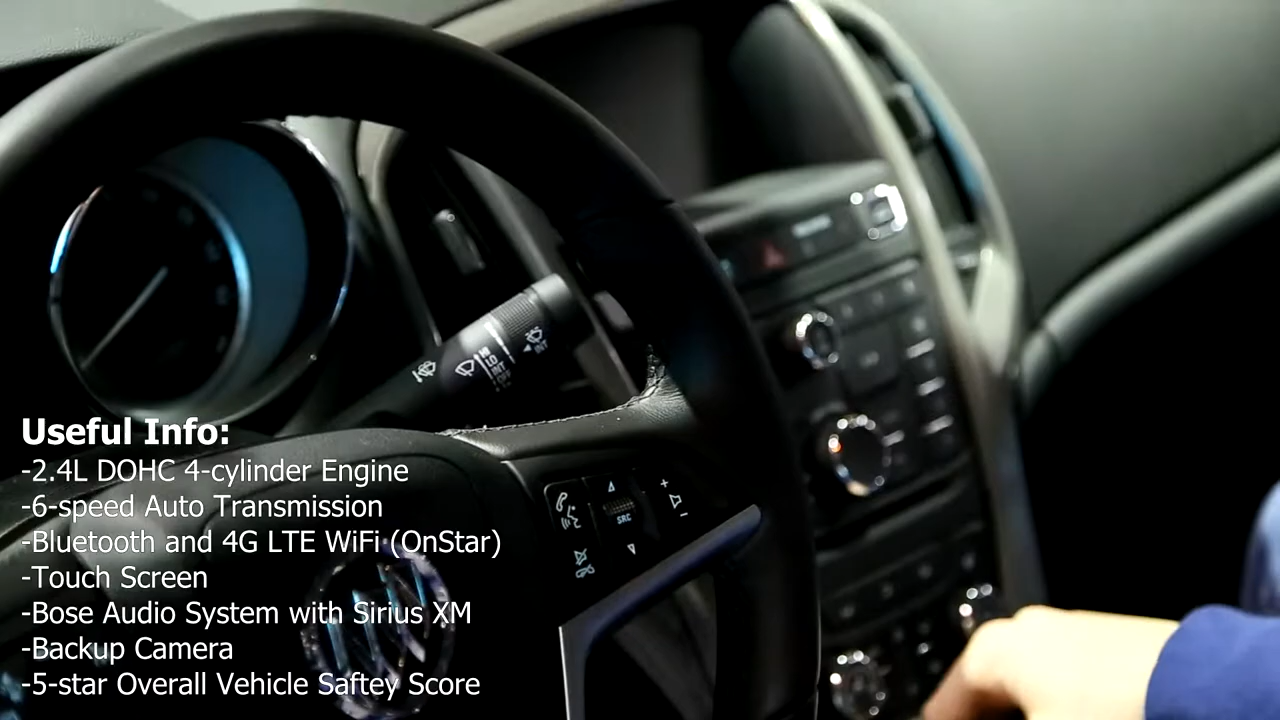 INT
SRC
Useful Info:
-2.4L DOHC 4-cylinder Engine
-6-speed Auto Transmission
-Bluetooth and 4G LTE WiFi (OnStar)
-Touch Screen
-Bose Audio System with Sirius XM
-Backup Camera
-5-star Overall Vehicle Saftey Score